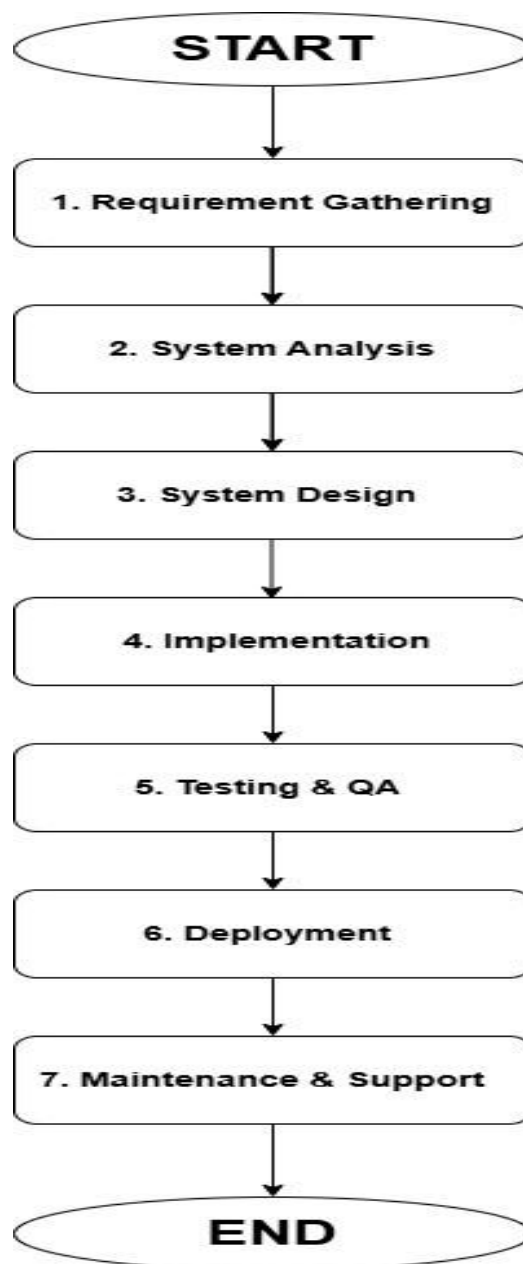 START
1. Requirement Gathering
2. System Analysis
3. System Design
4. Implementation
5. Testing & QA
6. Deployment
7. Maintenance & Support
END